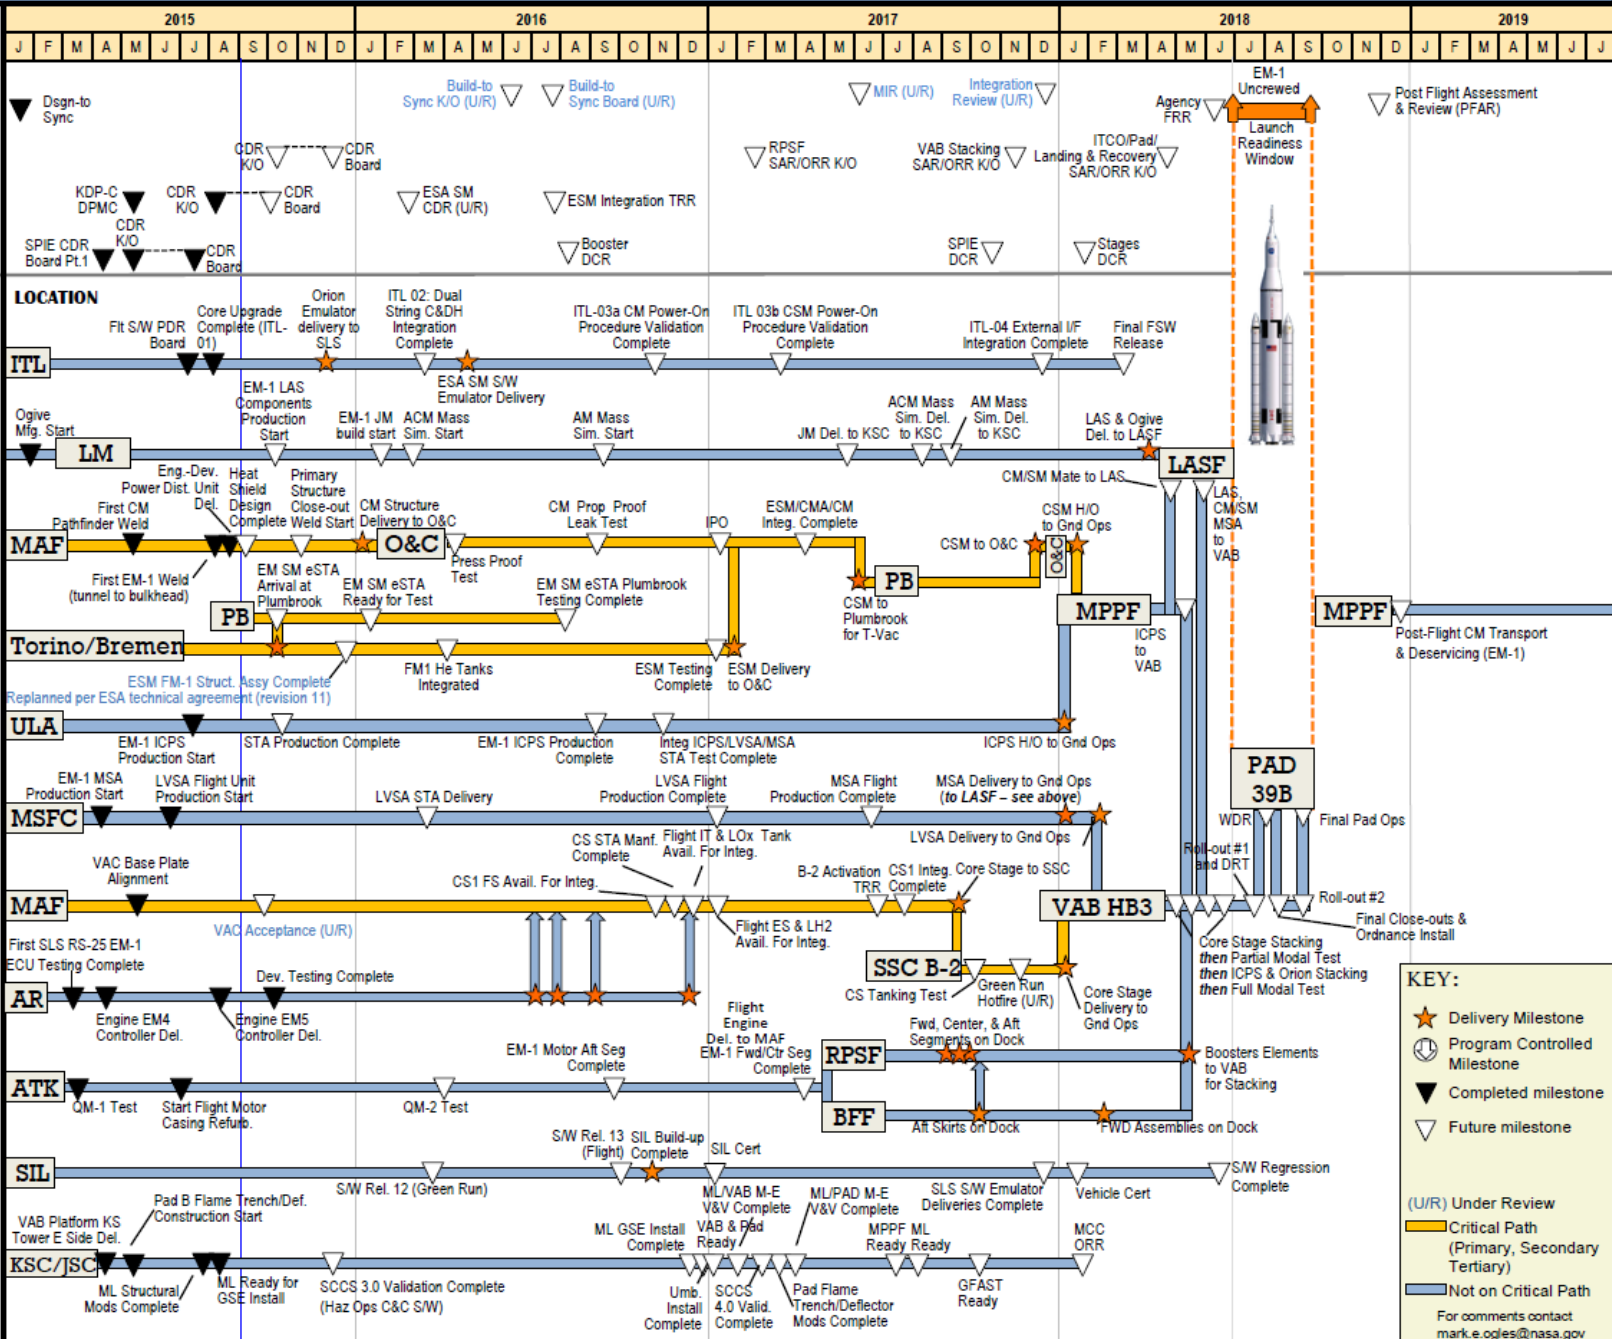 2015 2016 2017 2018 2019
J F M A M J J A S O N D J F M A M J J A S O N D J F M A M J J A S O N D J F M A M J J A S O N D J F M A M J J
Dsgn-to
Sync
Build-to
Sync K/O (U/R)
Build-to
Sync Board (U/R)
MIR (U/R)
Integration
Review (U/R)
Agency
FRR
EM-1
Uncrewed
Launch
Readiness
Window
Post Flight Assessment
& Review (PFAR)
CDR
K/O
CDR
Board
RPSF
SAR/ORR K/O
VAB Stacking
SAR/ORR K/O
ITCO/Pad/
Landing & Recovery
SAR/ORR K/O
KDP-C
DPMC
CDR
K/O
CDR
Board
ESA SM
CDR (U/R)
ESM Integration TRR
SPIE CDR
Board Pt.1
CDR
K/O
CDR
Board
Booster
DCR
SPIE
DCR
Stages
DCR
LOCATION
Flt S/W PDR
Board
Core Upgrade
Complete (ITL-
01)
Orion
Emulator
delivery to
SLS
ITL 02: Dual
String C&DH
Integration
Complete
ITL-03a CM Power-On
Procedure Validation
Complete
ITL 03b CSM Power-On
Procedure Validation
Complete
ITL-04 External I/F
Integration Complete
Final FSW
Release
ITL
ESA SM S/W
Emulator Delivery
Ogive
Mfg. Start
EM-1 LAS
Components
Production
Start
EM-1 JM
build start
ACM Mass
Sim. Start
AM Mass
Sim. Start
JM Del. to KSC
ACM Mass
Sim. Del.
to KSC
AM Mass
Sim. Del.
to KSC
LAS & Ogive
Del. to LASF
LM
LASF
CM/SM Mate to LAS
LAS,
CM/SM
MSA
to
VAB
First CM
Pathfinder Weld
Eng.-Dev.
Power Dist. Unit
Del.
Heat
Shield
Design
Complete
Primary
Structure
Close-out
Weld Start
CM Structure
Delivery to O&C
CM Prop Proof
Leak Test
IPO
ESM/CMA/CM
Integ. Complete
CSM to O&C
CSM H/O
to Gnd Ops
MAF
O&C
O&C
Press Proof
Test
PB
First EM-1 Weld
(tunnel to bulkhead)
EM SM eSTA
Arrival at
Plumbrook
EM SM eSTA
Ready for Test
EM SM eSTA Plumbrook
Testing Complete
CSM to
Plumbrook
for T-Vac
PB
MPPF
MPPF
ICPS
to
VAB
Post-Flight CM Transport
& Deservicing (EM-1)
Torino/Bremen
ESM FM-1 Struct. Assy Complete
Replanned per ESA technical agreement (revision 11)
FM1 He Tanks
Integrated
ESM Testing
Complete
ESM Delivery
to O&C
ULA
EM-1 ICPS
Production Start
STA Production Complete
EM-1 ICPS Production
Complete
Integ ICPS/LVSA/MSA
STA Test Complete
ICPS H/O to Gnd Ops
EM-1 MSA
Production Start
LVSA Flight Unit
Production Start
LVSA STA Delivery
LVSA Flight
Production Complete
MSA Flight
Production Complete
MSA Delivery to Gnd Ops
(to LASF – see above)
PAD
39B
MSFC
LVSA Delivery to Gnd Ops
WDR
Final Pad Ops
VAC Base Plate
Alignment
CS STA Manf.
Complete
Flight IT & LOx Tank
Avail. For Integ.
CS1 FS Avail. For Integ.
B-2 Activation
TRR
CS1 Integ.
Complete
Core Stage to SSC
Roll-out #1
and DRT
MAF
VAC Acceptance (U/R)
Flight ES & LH2
Avail. For Integ.
VAB HB3
Roll-out #2
Final Close-outs &
Ordnance Install
Core Stage Stacking
then Partial Modal Test
then ICPS & Orion Stacking
then Full Modal Test
First SLS RS-25 EM-1
ECU Testing Complete
Dev. Testing Complete
SSC B-2
CS Tanking Test
Green Run
Hotfire (U/R)
Core Stage
Delivery to
Gnd Ops
AR
Engine EM4
Controller Del.
Engine EM5
Controller Del.
Flight
Engine
Del. to MAF
Fwd, Center, & Aft
Segments on Dock
EM-1 Motor Aft Seg
Complete
EM-1 Fwd/Ctr Seg
Complete
RPSF
Boosters Elements
to VAB
for Stacking
ATK
QM-1 Test
Start Flight Motor
Casing Refurb.
QM-2 Test
BFF
Aft Skirts on Dock
FWD Assemblies on Dock
S/W Rel. 13
(Flight)
SIL Build-up
Complete
SIL Cert
SIL
S/W Rel. 12 (Green Run)
SLS S/W Emulator
Deliveries Complete
Vehicle Cert
S/W Regression
Complete
VAB Platform KS
Tower E Side Del.
Pad B Flame Trench/Def.
Construction Start
ML GSE Install
Complete
ML/VAB M-E
V&V Complete
VAB & Pad
Ready
ML/PAD M-E
V&V Complete
MPPF
Ready
ML
Ready
MCC
ORR
KSC/JSC
ML Structural
Mods Complete
ML Ready for
GSE Install
SCCS 3.0 Validation Complete
(Haz Ops C&C S/W)
Umb.
Install
Complete
SCCS
4.0 Valid.
Complete
Pad Flame
Trench/Deflector
Mods Complete
GFAST
Ready
KEY:
Delivery Milestone
Program Controlled
Milestone
Completed milestone
Future milestone
(U/R) Under Review
Critical Path
(Primary, Secondary
Tertiary)
Not on Critical Path
For comments contact
mark.e.ogles@nasa.gov